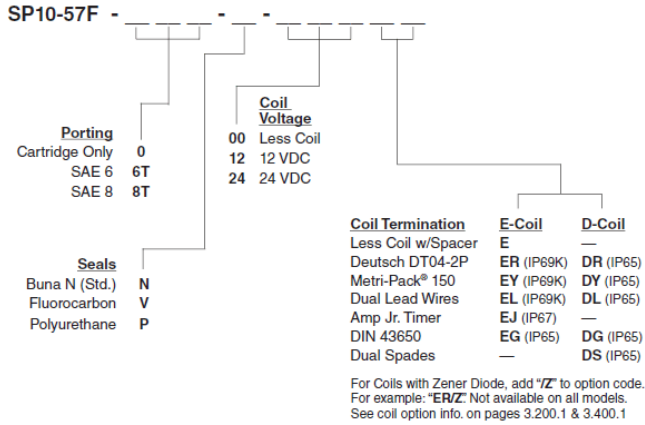 SP10-57F - __ __ __ - __ - __ __ __ __ __
Porting
Cartridge Only 0
SAE 6 6T
SAE 8 8T
Coil
Voltage
00 Less Coil
12 12 VDC
24 24 VDC
Seals
Buna N (Std.) N
Fluorocarbon V
Polyurethane P
Coil Termination E-Coil D-Coil
Less Coil w/Spacer E —
Deutsch DT04-2P ER (IP69K) DR (IP65)
Metri-Pack® 150 EY (IP69K) DY (IP65)
Dual Lead Wires EL (IP69K) DL (IP65)
Amp Jr. Timer EJ (IP67) —
DIN 43650 EG (IP65) DG (IP65)
Dual Spades — DS (IP65)
For Coils with Zener Diode, add "/Z" to option code.
For example: "ER/Z". Not available on all models.
See coil option info. on pages 3.200.1 & 3.400.1